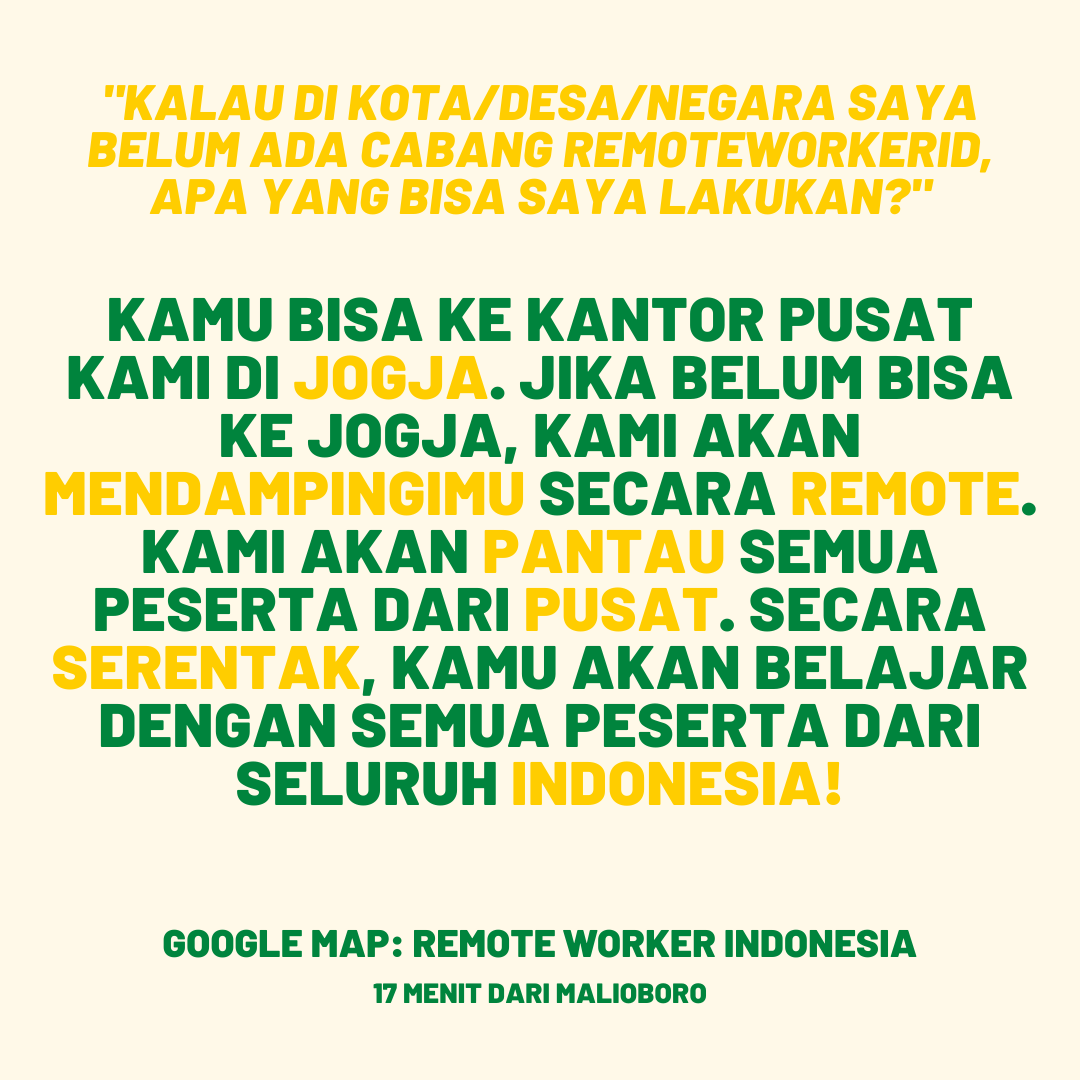 "KALAU DI KOTA/DESA/NEGARA SAYA
BELUM ADA CABANG REMOTEWORKERID,
APA YANG BISA SAYA LAKUKAN?"
KAMU BISA KE KANTOR PUSAT
KAMI DI JOGJA. JIKA BELUM BISA
KE JOGJA, KAMI AKAN
MENDAMPINGIMU SECARA REMOTE.
KAMI AKAN PANTAU SEMUA
PESERTA DARI PUSAT. SECARA
SERENTAK, KAMU AKAN BELAJAR
DENGAN SEMUA PESERTA DARI
SELURUH INDONESIA!
GOOGLE MAP: REMOTE WORKER INDONESIA
17 MENIT DARI MALIOBORO